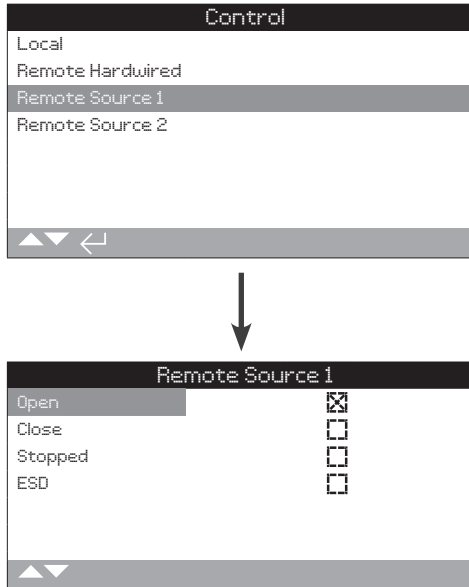 Control
Local
Remote Hardwired
Remote Source 1
Remote Source 2
Remote Source 1
Open
Close
Stopped
ESD